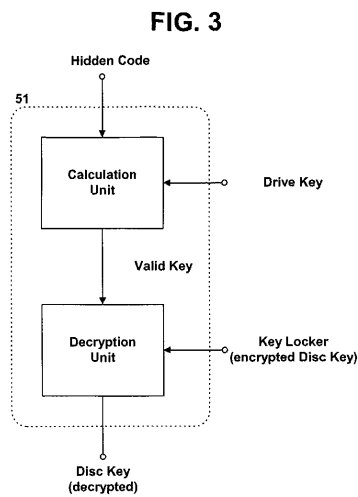 FIG. 3
Hidden Code
51
Calculation
Unit
Drive Key
Valid Key
Decryption
Unit
Key Locker
(encrypted Disc Key)
Disc Key
(decrypted)